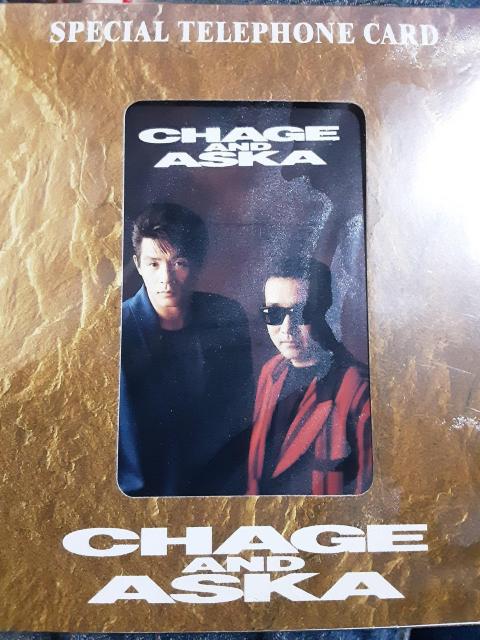 SPECIAL TELEPHONE CARD
CHAGE
AND
ASKA
CHAGE
AND
ASKA